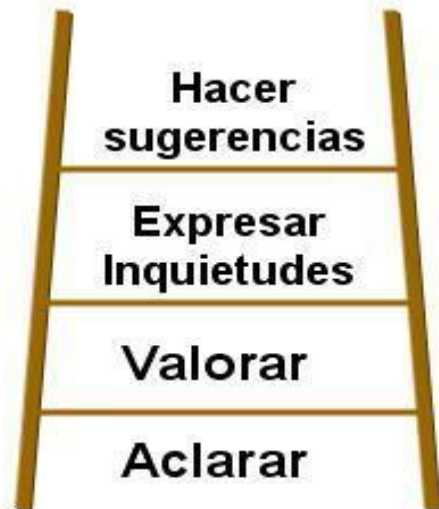 Hacer
sugerencias
Expresar
Inquietudes
Valorar
Aclarar